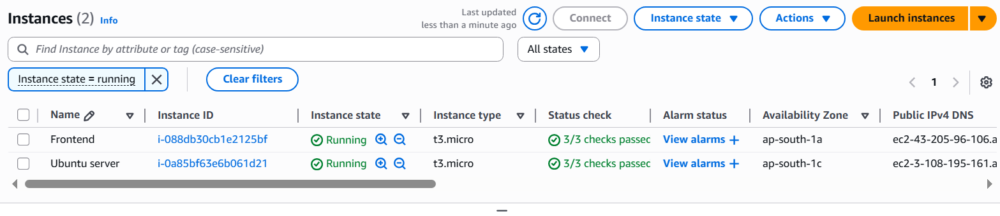 Instances (2) Info
Last updated
less than a minute ago
Connect
Instance state
Actions
Launch instances
Find Instance by attribute or tag (case-sensitive)
All states
Instance state = running
Clear filters
1
Name Instance ID Instance state Instance type Status check Alarm status Availability Zone Public IPv4 DNS
Frontend i-088db30cb1e2125bf Running t3.micro 3/3 checks passed View alarms + ap-south-1a ec2-43-205-96-106.a
Ubuntu server i-0a85bf63e6b061d21 Running t3.micro 3/3 checks passed View alarms + ap-south-1c ec2-3-108-195-161.a